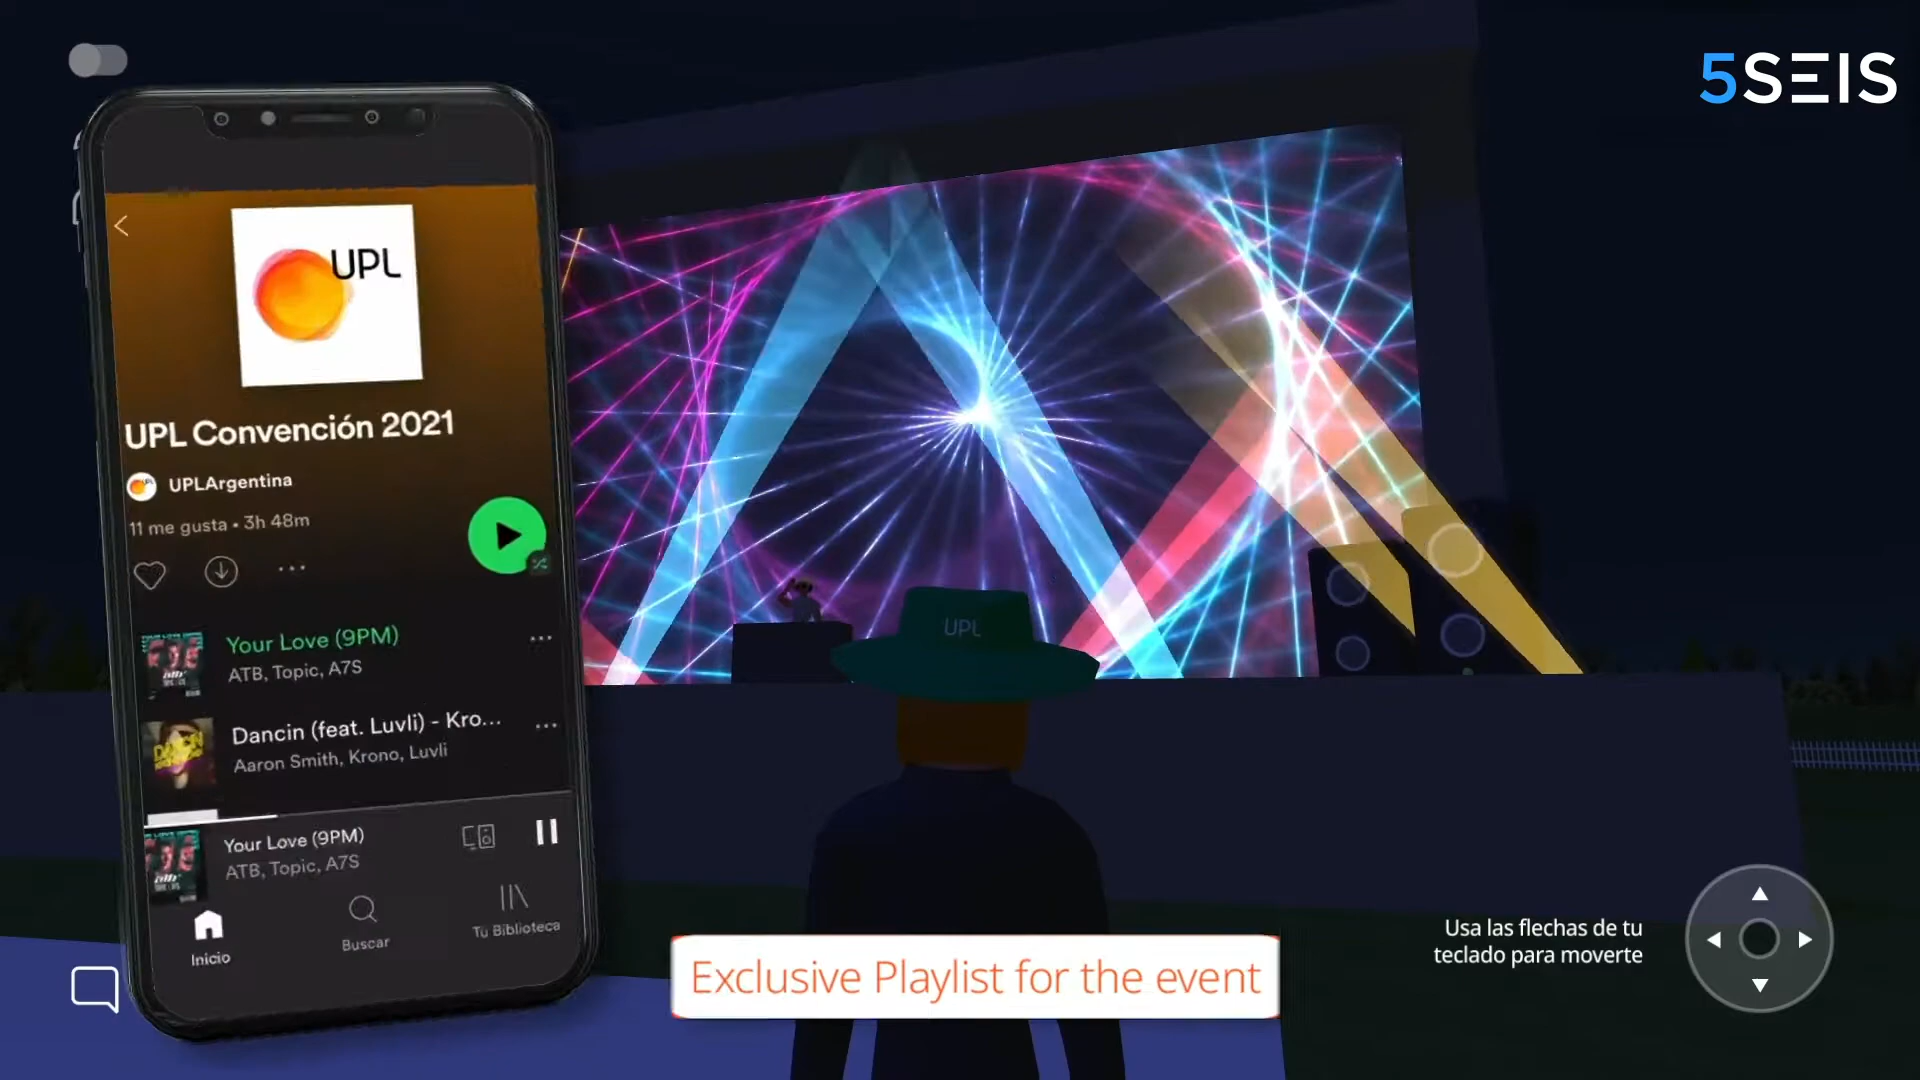 5SEIS
UPL
UPL Convención 2021
UPLArgentina
11 me gusta • 3h 48m
Your Love (9PM)
ATB, Topic, A7S
Dancin (feat. Luvli) - Kro...
Aaron Smith, Krono, Luvli
Your Love (9PM)
ATB, Topic, A7S
Inicio
Buscar
Tu Biblioteca
UPL
Exclusive Playlist for the event
Usa las flechas de tu
teclado para moverte